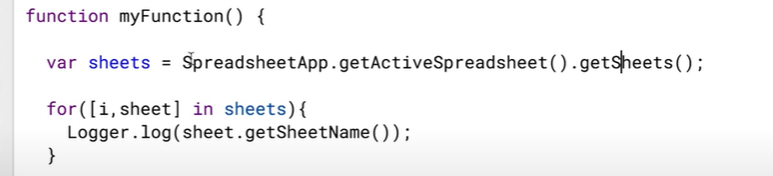 function myFunction() {
var sheets = SpreadsheetApp.getActiveSpreadsheet().getSheets();
for([i,sheet] in sheets){
Logger.log(sheet.getSheetName());
}